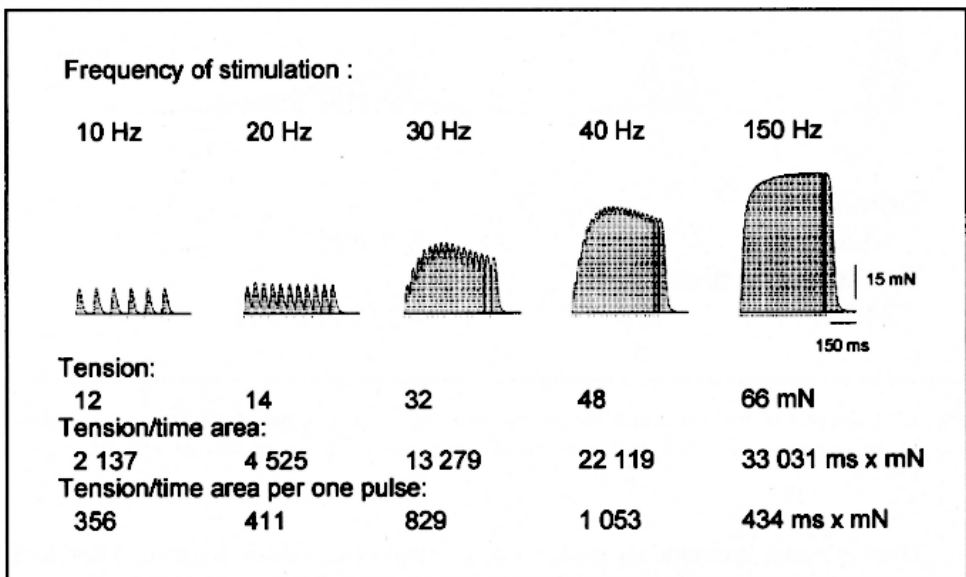 Frequency of stimulation :
10 Hz 20 Hz 30 Hz 40 Hz 150 Hz
15 mN
150 ms
Tension:
12 14 32 48 66 mN
Tension/time area:
2 137 4 525 13 279 22 119 33 031 ms x mN
Tension/time area per one pulse:
356 411 829 1 053 434 ms x mN